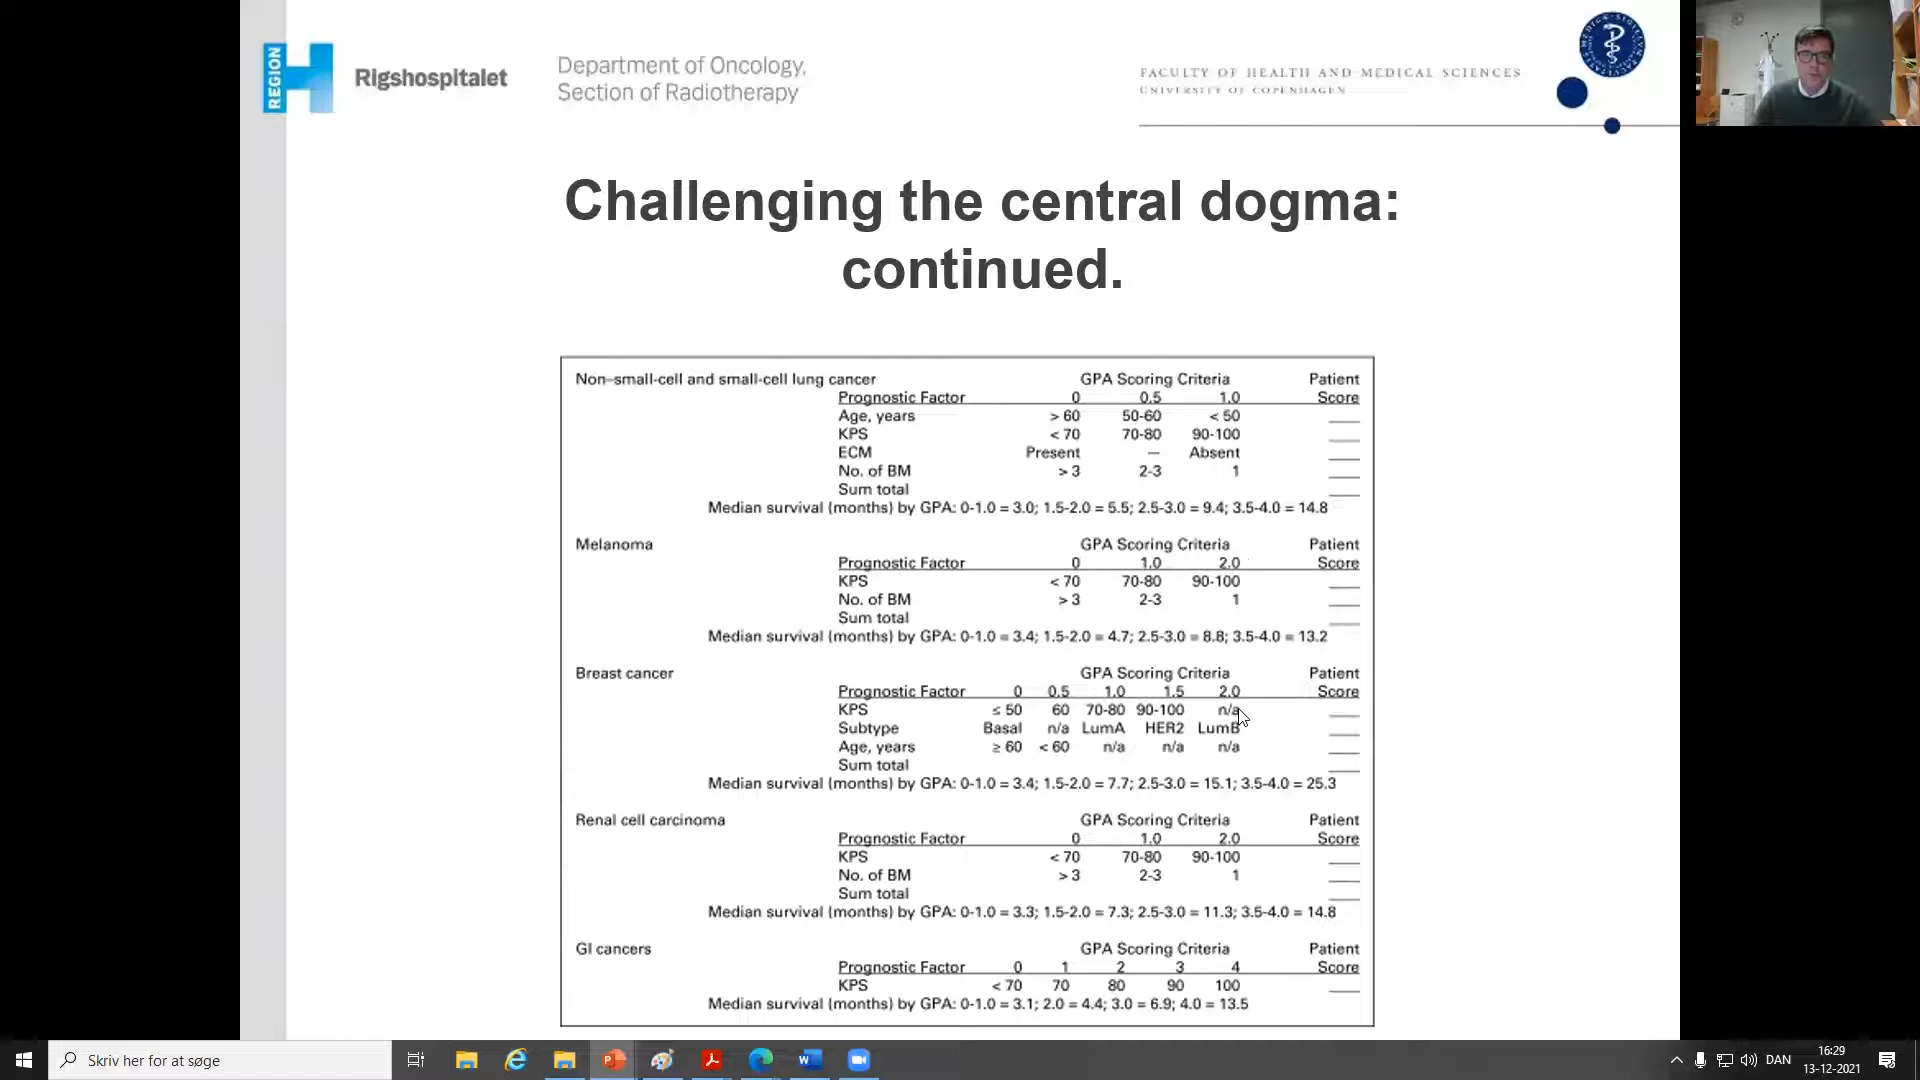 REGION
Rigshospitalet
Department of Oncology,
Section of Radiotherapy
FACULTY OF HEALTH AND MEDICAL SCIENCES
UNIVERSITY OF COPENHAGEN
Challenging the central dogma:
continued.
Non–small-cell and small-cell lung cancer GPA Scoring Criteria Patient
Prognostic Factor 0 0.5 1.0 Score
Age, years > 60 50-60 < 50
KPS < 70 70-80 90-100
ECM Present — Absent
No. of BM > 3 2-3 1
Sum total
Median survival (months) by GPA: 0-1.0 = 3.0; 1.5-2.0 = 5.5; 2.5-3.0 = 9.4; 3.5-4.0 = 14.8
Melanoma GPA Scoring Criteria Patient
Prognostic Factor 0 1.0 2.0 Score
KPS < 70 70-80 90-100
No. of BM > 3 2-3 1
Sum total
Median survival (months) by GPA: 0-1.0 = 3.4; 1.5-2.0 = 4.7; 2.5-3.0 = 8.8; 3.5-4.0 = 13.2
Breast cancer GPA Scoring Criteria Patient
Prognostic Factor 0 0.5 1.0 1.5 2.0 Score
KPS ≤ 50 60 70-80 90-100 n/a
Subtype Basal n/a LumA HER2 LumB
Age, years ≥ 60 < 60 n/a n/a n/a
Sum total
Median survival (months) by GPA: 0-1.0 = 3.4; 1.5-2.0 = 7.7; 2.5-3.0 = 15.1; 3.5-4.0 = 25.3
Renal cell carcinoma GPA Scoring Criteria Patient
Prognostic Factor 0 1.0 2.0 Score
KPS < 70 70-80 90-100
No. of BM > 3 2-3 1
Sum total
Median survival (months) by GPA: 0-1.0 = 3.3; 1.5-2.0 = 7.3; 2.5-3.0 = 11.3; 3.5-4.0 = 14.8
GI cancers GPA Scoring Criteria Patient
Prognostic Factor 0 1 2 3 4 Score
KPS < 70 70 80 90 100
Median survival (months) by GPA: 0-1.0 = 3.1; 2.0 = 4.4; 3.0 = 6.9; 4.0 = 13.5
Skriv her for at søge
DAN
16:29
13-12-2021